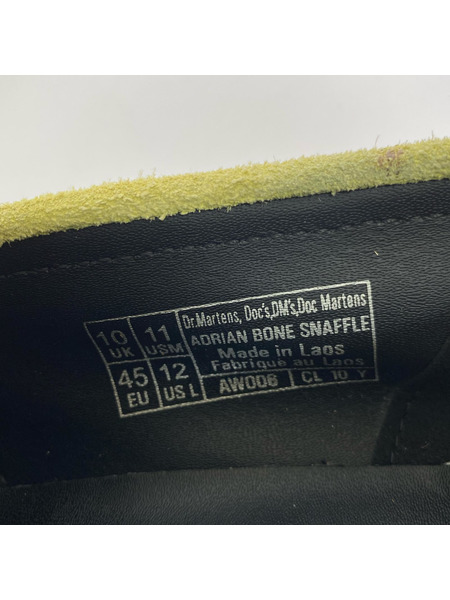 10 UK 11 USM
45 EU 12 US L
Dr.Martens, Doc's,DM's,Doc Martens
ADRIAN BONE SNAFFLE
Made in Laos
Fabrique au Laos
AW006 CL 10 Y